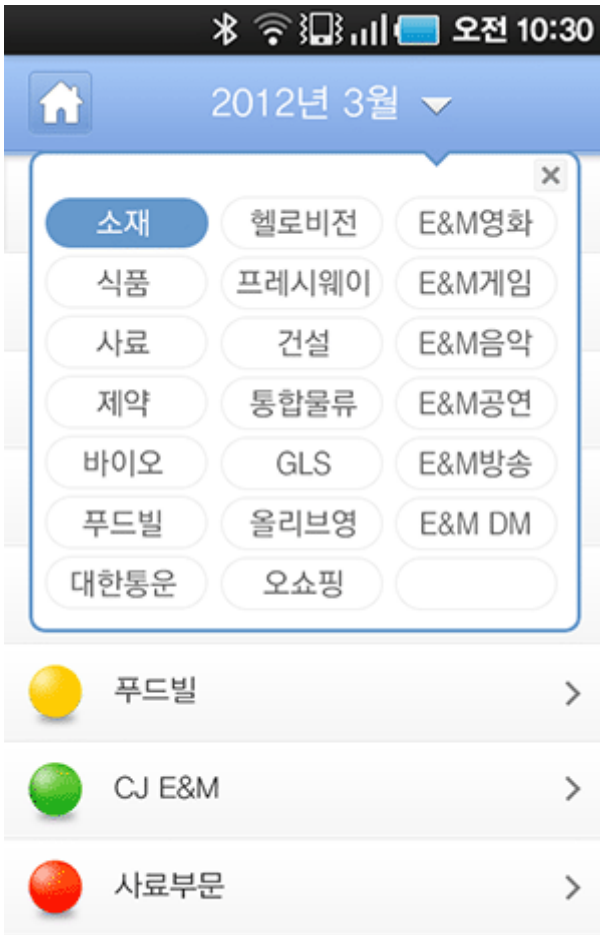 오전 10:30
2012년 3월
소재 헬로비전 E&M영화
식품 프레시웨이 E&M게임
사료 건설 E&M음악
제약 통합물류 E&M공연
바이오 GLS E&M방송
푸드빌 올리브영 E&M DM
대한통운 오쇼핑
푸드빌
CJ E&M
사료부문